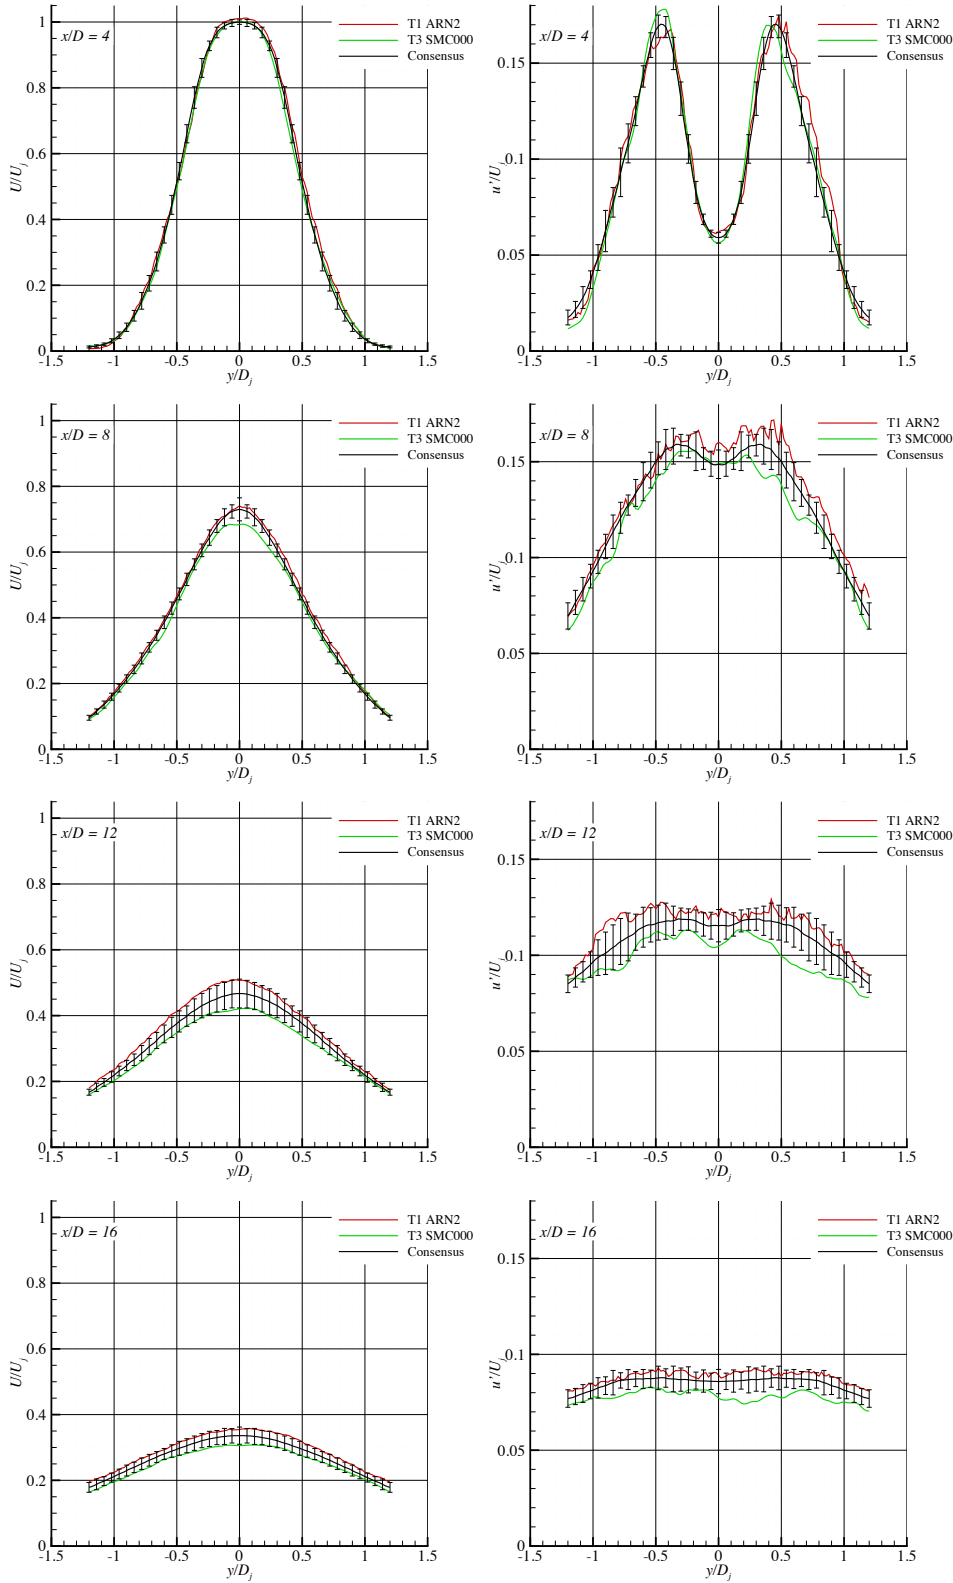 x/D = 4
T1 ARN2
T3 SMC000
Consensus
U/Uj
1
0.8
0.6
0.4
0.2
0
-1.5
-1
-0.5
0
0.5
1
1.5
y/Dj
x/D = 4
T1 ARN2
T3 SMC000
Consensus
u'/Uj
0.15
0.1
0.05
0
-1.5
-1
-0.5
0
0.5
1
1.5
y/Dj
x/D = 8
T1 ARN2
T3 SMC000
Consensus
U/Uj
1
0.8
0.6
0.4
0.2
0
-1.5
-1
-0.5
0
0.5
1
1.5
y/Dj
x/D = 8
T1 ARN2
T3 SMC000
Consensus
u'/Uj
0.15
0.1
0.05
0
-1.5
-1
-0.5
0
0.5
1
1.5
y/Dj
x/D = 12
T1 ARN2
T3 SMC000
Consensus
U/Uj
1
0.8
0.6
0.4
0.2
0
-1.5
-1
-0.5
0
0.5
1
1.5
y/Dj
x/D = 12
T1 ARN2
T3 SMC000
Consensus
u'/Uj
0.15
0.1
0.05
0
-1.5
-1
-0.5
0
0.5
1
1.5
y/Dj
x/D = 16
T1 ARN2
T3 SMC000
Consensus
U/Uj
1
0.8
0.6
0.4
0.2
0
-1.5
-1
-0.5
0
0.5
1
1.5
y/Dj
x/D = 16
T1 ARN2
T3 SMC000
Consensus
u'/Uj
0.15
0.1
0.05
0
-1.5
-1
-0.5
0
0.5
1
1.5
y/Dj